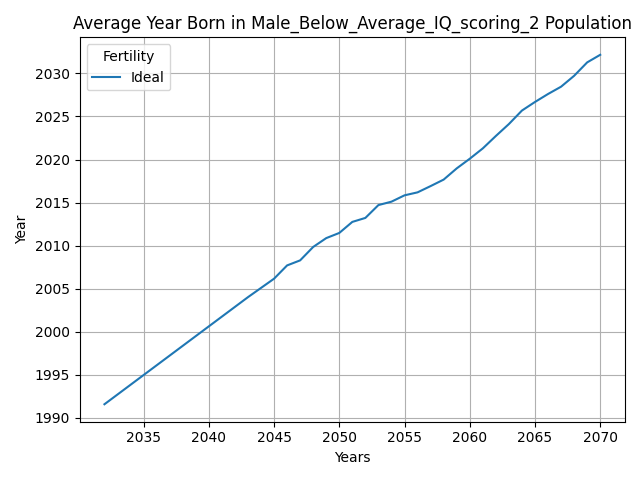 Average Year Born in Male_Below_Average_IQ_scoring_2 Population
Fertility
Ideal
2030
2025
2020
2015
2010
2005
2000
1995
1990
Year
2035 2040 2045 2050 2055 2060 2065 2070
Years